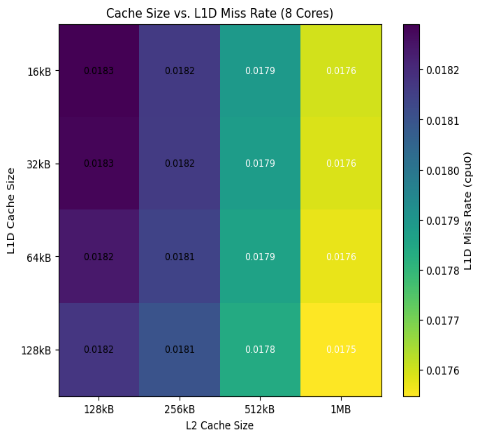 Cache Size vs. L1D Miss Rate (8 Cores)
16kB 0.0183 0.0182 0.0179 0.0176
32kB 0.0183 0.0182 0.0179 0.0176
64kB 0.0182 0.0181 0.0179 0.0176
128kB 0.0182 0.0181 0.0178 0.0175
128kB 256kB 512kB 1MB
L2 Cache Size
L1D Cache Size
0.0182
0.0181
0.0180
0.0179
0.0178
0.0177
0.0176
L1D Miss Rate (cpu0)